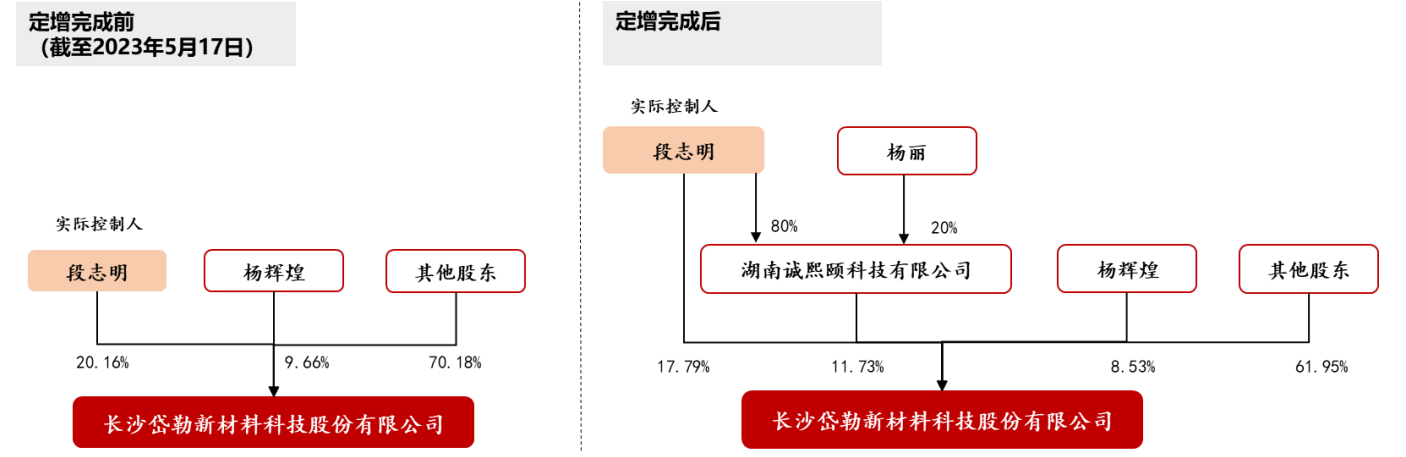 定增完成前
（截至2023年5月17日）
实际控制人
段志明
杨辉煌
其他股东
20.16%
9.66%
70.18%
长沙岱勒新材料科技股份有限公司
定增完成后
实际控制人
段志明
杨丽
80%
20%
湖南诚熙颐科技有限公司
杨辉煌
其他股东
17.79%
11.73%
8.53%
61.95%
长沙岱勒新材料科技股份有限公司